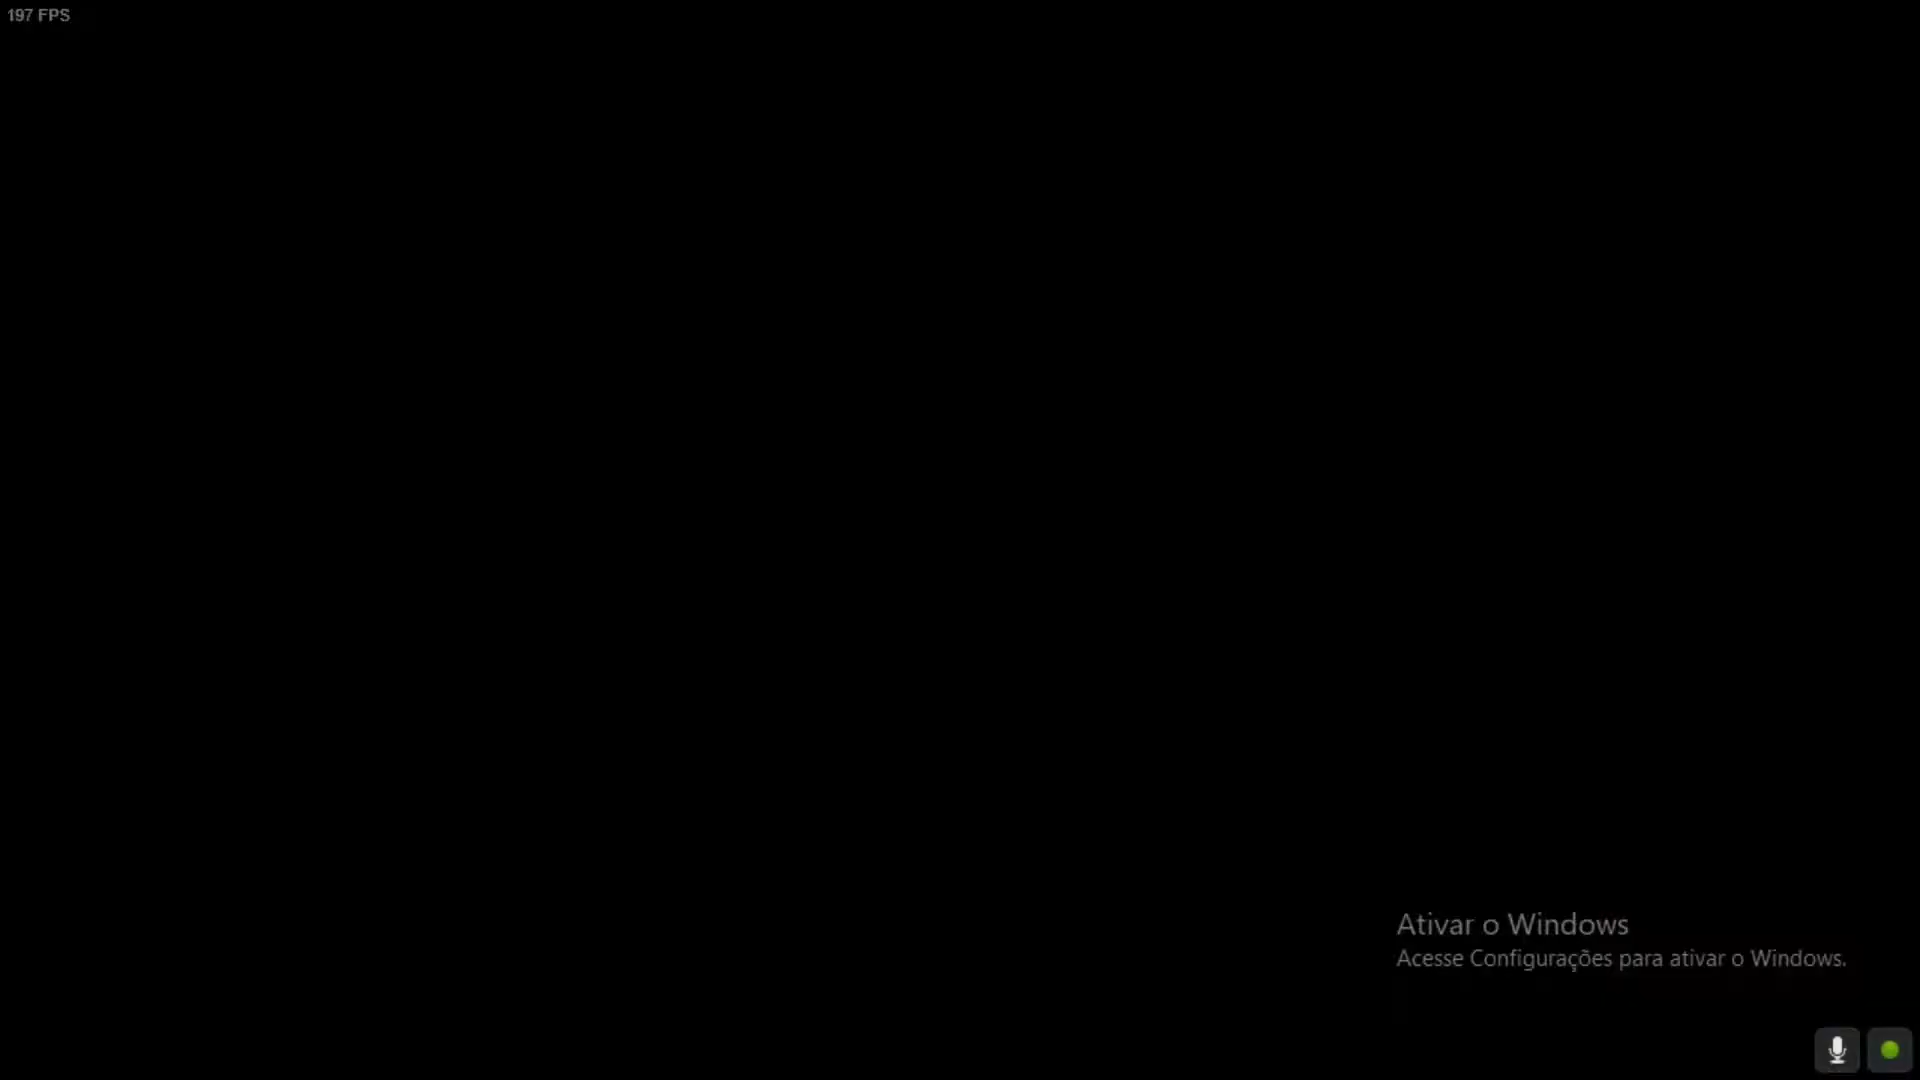 197 FPS
Ativar o Windows
Acesse Configurações para ativar o Windows.